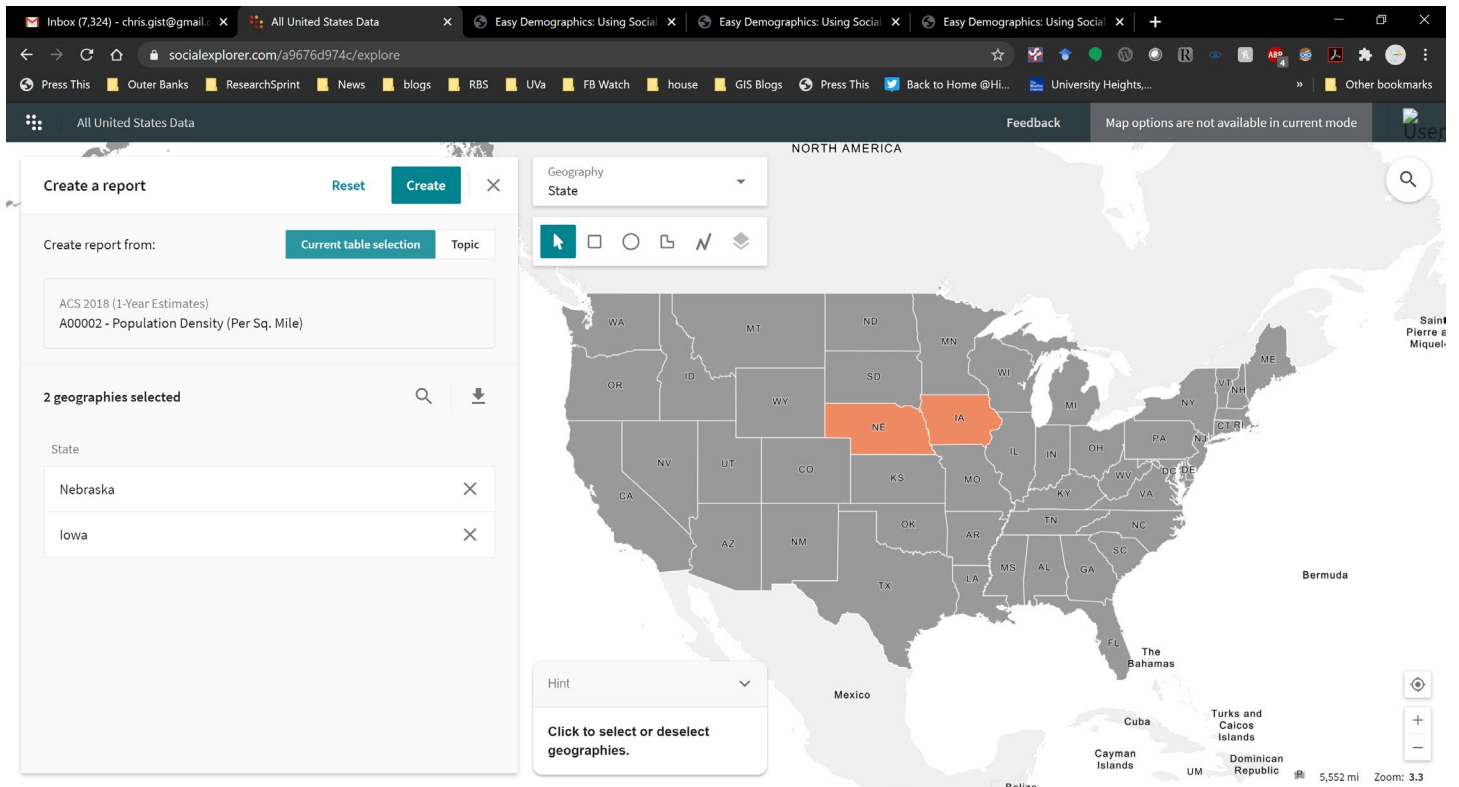 Inbox (7,324) - chris.gist@gmail.c
All United States Data
Easy Demographics: Using Social
Easy Demographics: Using Social
Easy Demographics: Using Social
socialexplorer.com/a9676d974c/explore
ABP
4
Press This
Outer Banks
ResearchSprint
News
blogs
RBS
UVa
FB Watch
house
GIS Blogs
Press This
Back to Home @Hi...
University Heights,...
»
Other bookmarks
All United States Data
Feedback
Map options are not available in current mode
User
Create a report
Reset
Create
Create report from:
Current table selection
Topic
ACS 2018 (1-Year Estimates)
A00002 - Population Density (Per Sq. Mile)
2 geographies selected
State
Nebraska
Iowa
Geography
State
NORTH AMERICA
WA
MT
ND
MN
OR
ID
SD
WI
WY
MI
NE
IA
ME
VT
NH
NY
CT
RI
NV
UT
CO
KS
MO
IL
IN
OH
PA
NJ
WV
DC
DE
CA
KY
VA
AZ
NM
OK
AR
TN
NC
SC
TX
LA
MS
AL
GA
FL
Saint
Pierre a
Miquel
Bermuda
The
Bahamas
Mexico
Cuba
Turks and
Caicos
Islands
Cayman
Islands
UM
Dominican
Republic
Belize
Hint
Click to select or deselect
geographies.
+
−
5,552 mi
Zoom: 3.3